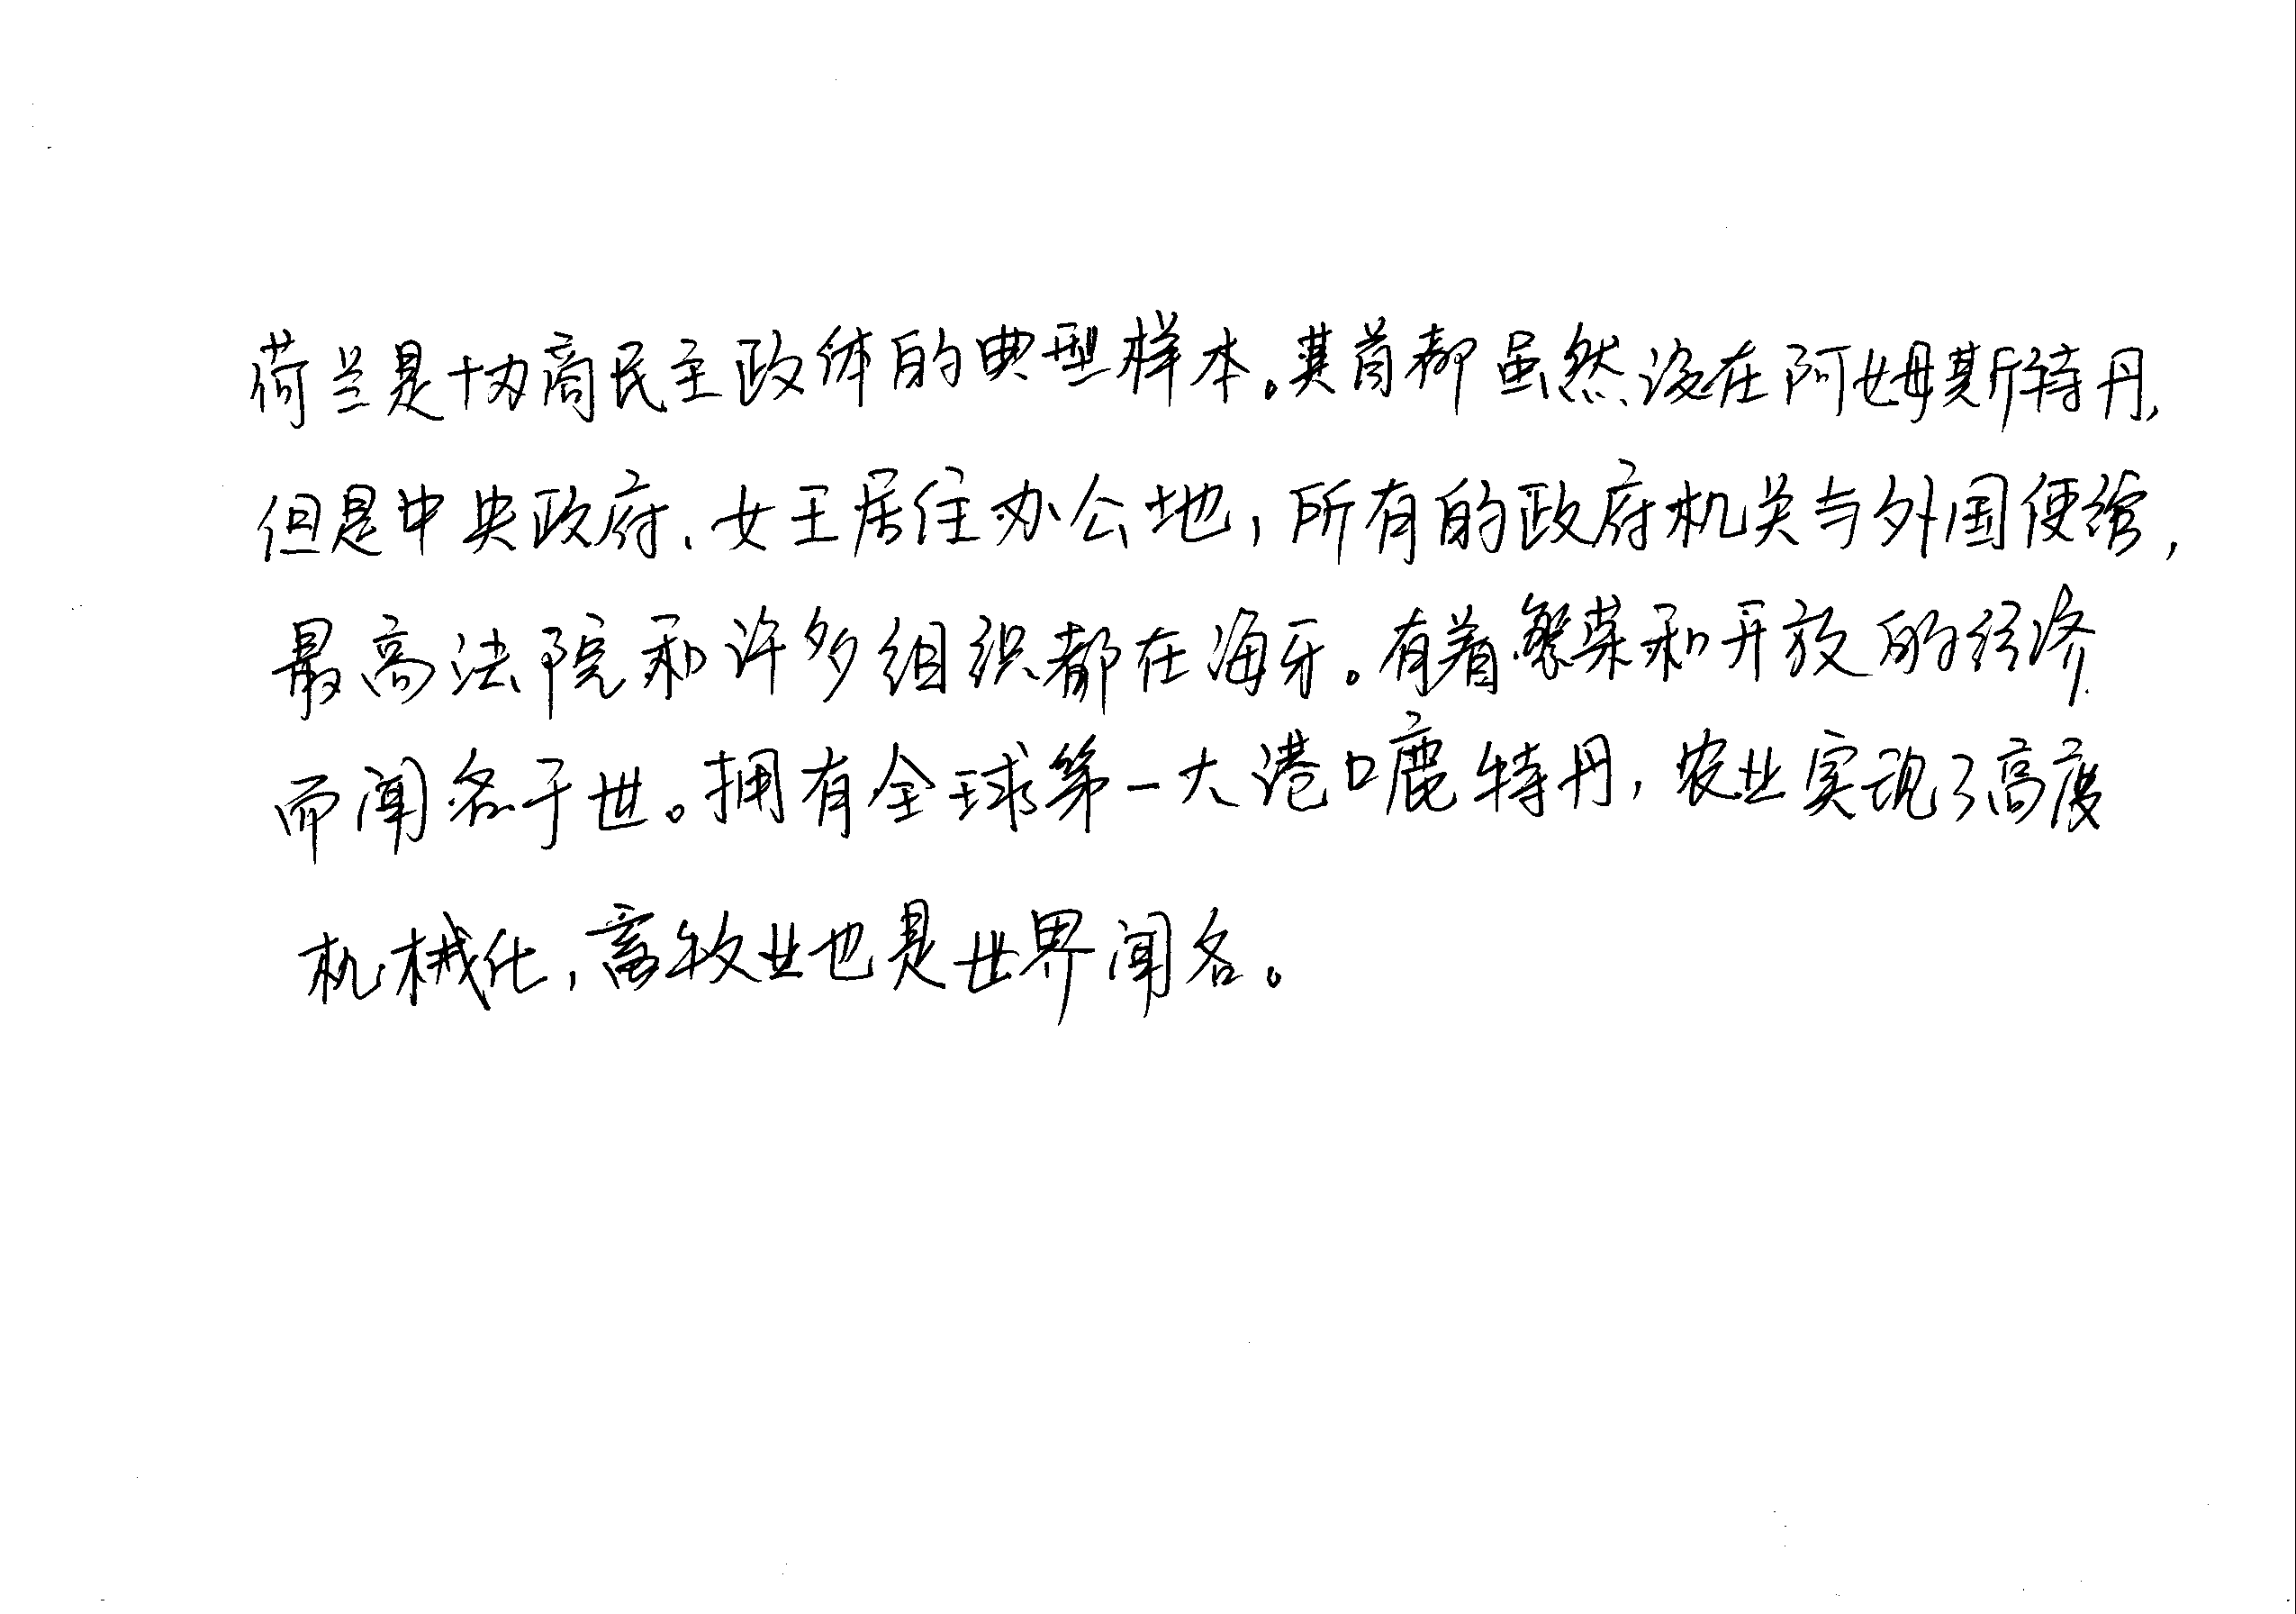 荷兰是协商民主政体的典型样本。其首都虽然设在阿姆斯特丹,
但是中央政府、女王居住办公地,所有的政府机关与外国使馆,
最高法院和许多组织都在海牙。有着繁荣和开放的经济
而闻名于世。拥有全球第一大港口鹿特丹,农业实现了高度
机械化,畜牧业也是世界闻名。